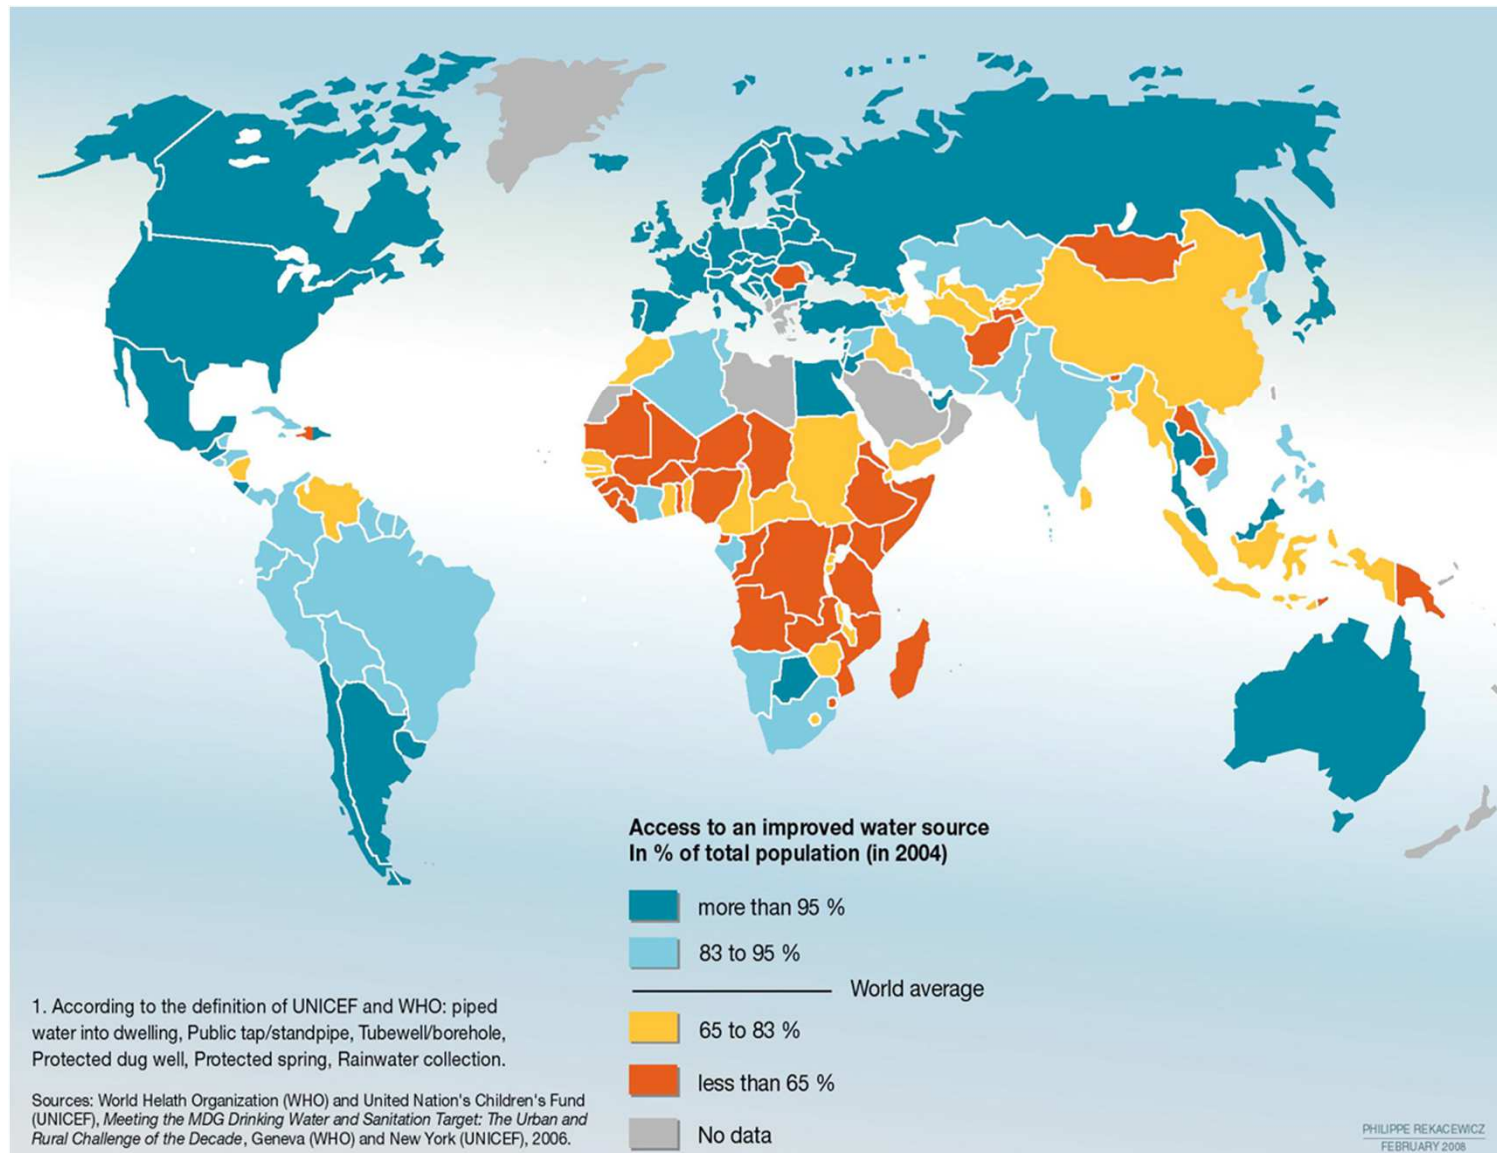 Access to an improved water source
In % of total population (in 2004)
more than 95 %
83 to 95 %
World average
65 to 83 %
less than 65 %
No data
1. According to the definition of UNICEF and WHO: piped
water into dwelling, Public tap/standpipe, Tubewell/borehole,
Protected dug well, Protected spring, Rainwater collection.
Sources: World Helath Organization (WHO) and United Nation's Children's Fund
(UNICEF), Meeting the MDG Drinking Water and Sanitation Target: The Urban and
Rural Challenge of the Decade, Geneva (WHO) and New York (UNICEF), 2006.
PHILIPPE REKACEWICZ
FEBRUARY 2008